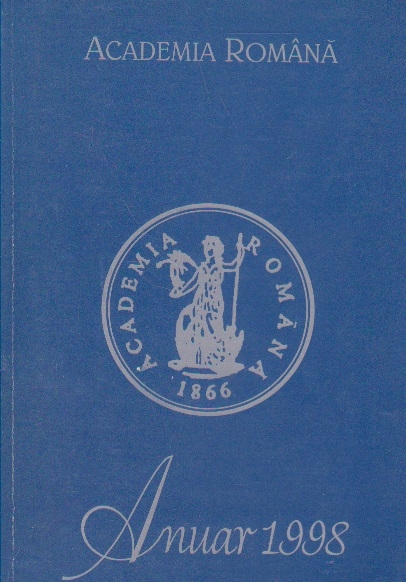 ACADEMIA ROMÂNĂ
ACADEMIA ROMÂNA
1866
Anuar 1998